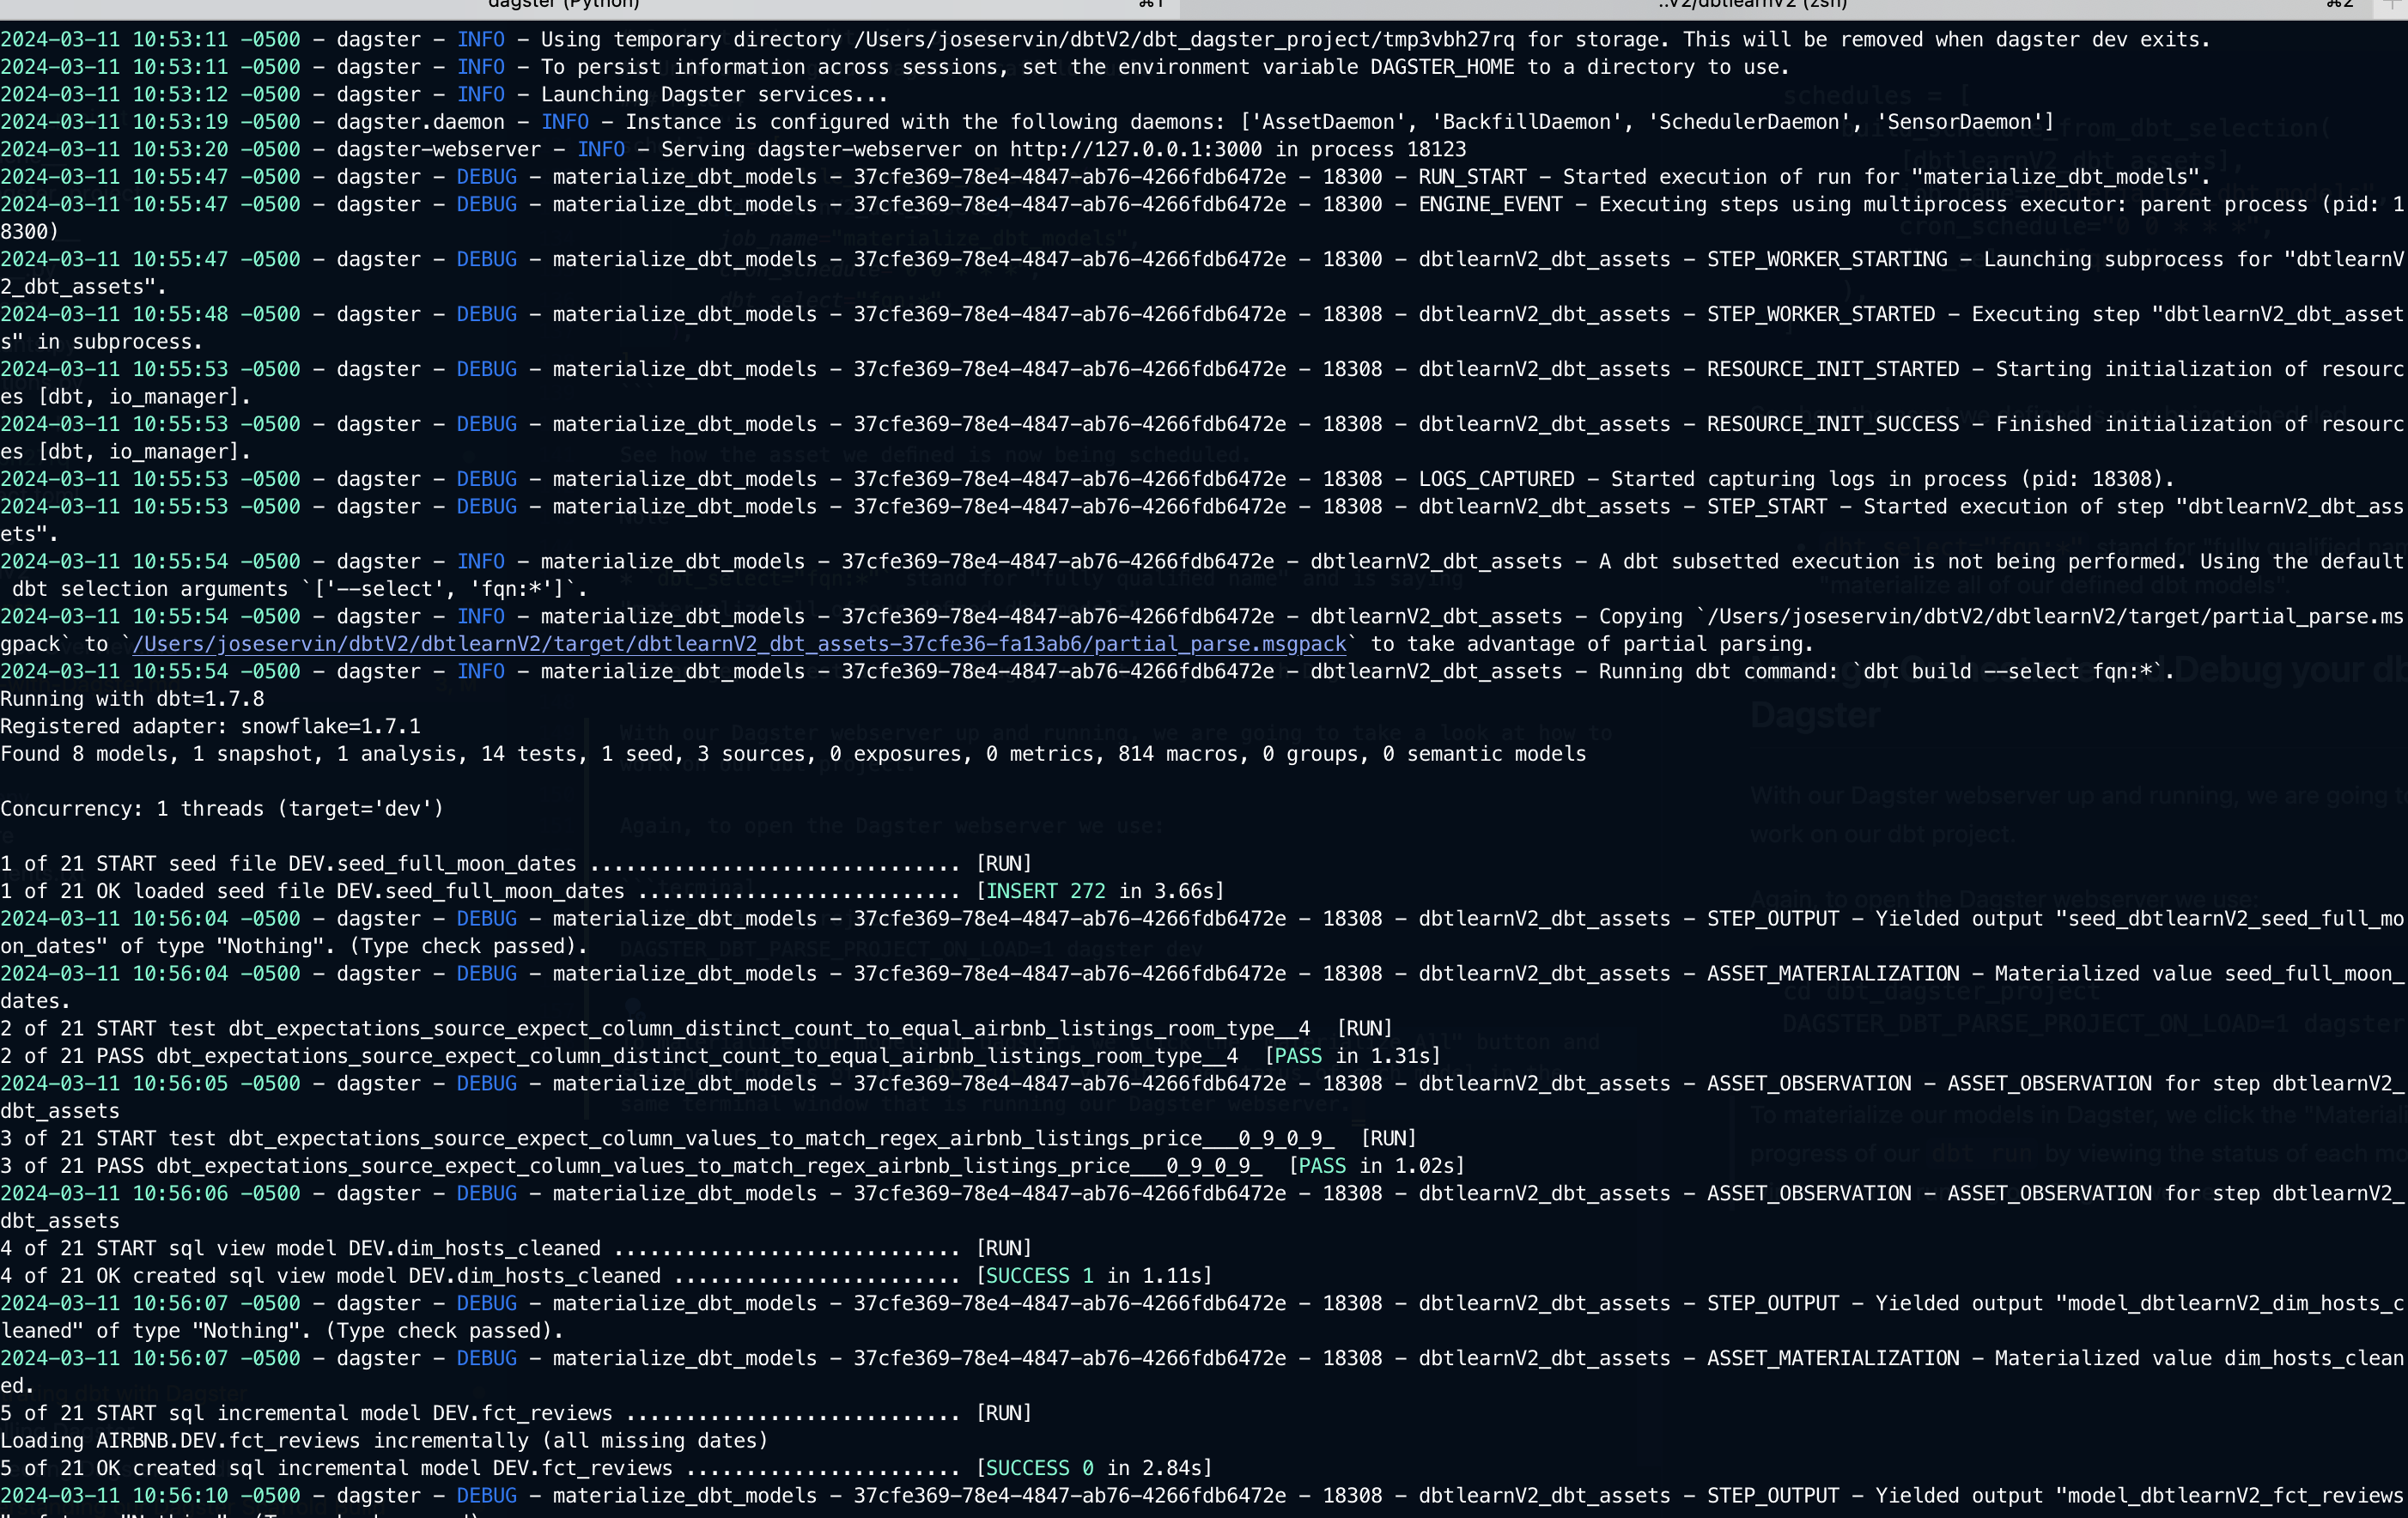 dagster (Python) ⌘1 ..V2/dbtlearnV2 (zsh) ⌘2
2024-03-11 10:53:11 -0500 - dagster - INFO - Using temporary directory /Users/joseservin/dbtV2/dbt_dagster_project/tmp3vbh27rq for storage. This will be removed when dagster dev exits.
2024-03-11 10:53:11 -0500 - dagster - INFO - To persist information across sessions, set the environment variable DAGSTER_HOME to a directory to use.
2024-03-11 10:53:12 -0500 - dagster - INFO - Launching Dagster services...
2024-03-11 10:53:19 -0500 - dagster.daemon - INFO - Instance is configured with the following daemons: ['AssetDaemon', 'BackfillDaemon', 'SchedulerDaemon', 'SensorDaemon']
2024-03-11 10:53:20 -0500 - dagster-webserver - INFO - Serving dagster-webserver on http://127.0.0.1:3000 in process 18123
2024-03-11 10:55:47 -0500 - dagster - DEBUG - materialize_dbt_models - 37cfe369-78e4-4847-ab76-4266fdb6472e - 18300 - RUN_START - Started execution of run for "materialize_dbt_models".
2024-03-11 10:55:47 -0500 - dagster - DEBUG - materialize_dbt_models - 37cfe369-78e4-4847-ab76-4266fdb6472e - 18300 - ENGINE_EVENT - Executing steps using multiprocess executor: parent process (pid: 1
8300)
2024-03-11 10:55:47 -0500 - dagster - DEBUG - materialize_dbt_models - 37cfe369-78e4-4847-ab76-4266fdb6472e - 18300 - dbtlearnV2_dbt_assets - STEP_WORKER_STARTING - Launching subprocess for "dbtlearnV
2_dbt_assets".
2024-03-11 10:55:48 -0500 - dagster - DEBUG - materialize_dbt_models - 37cfe369-78e4-4847-ab76-4266fdb6472e - 18308 - dbtlearnV2_dbt_assets - STEP_WORKER_STARTED - Executing step "dbtlearnV2_dbt_asset
s" in subprocess.
2024-03-11 10:55:53 -0500 - dagster - DEBUG - materialize_dbt_models - 37cfe369-78e4-4847-ab76-4266fdb6472e - 18308 - dbtlearnV2_dbt_assets - RESOURCE_INIT_STARTED - Starting initialization of resourc
es [dbt, io_manager].
2024-03-11 10:55:53 -0500 - dagster - DEBUG - materialize_dbt_models - 37cfe369-78e4-4847-ab76-4266fdb6472e - 18308 - dbtlearnV2_dbt_assets - RESOURCE_INIT_SUCCESS - Finished initialization of resourc
es [dbt, io_manager].
2024-03-11 10:55:53 -0500 - dagster - DEBUG - materialize_dbt_models - 37cfe369-78e4-4847-ab76-4266fdb6472e - 18308 - LOGS_CAPTURED - Started capturing logs in process (pid: 18308).
2024-03-11 10:55:53 -0500 - dagster - DEBUG - materialize_dbt_models - 37cfe369-78e4-4847-ab76-4266fdb6472e - 18308 - dbtlearnV2_dbt_assets - STEP_START - Started execution of step "dbtlearnV2_dbt_ass
ets".
2024-03-11 10:55:54 -0500 - dagster - INFO - materialize_dbt_models - 37cfe369-78e4-4847-ab76-4266fdb6472e - dbtlearnV2_dbt_assets - A dbt subsetted execution is not being performed. Using the default
 dbt selection arguments `['--select', 'fqn:*']`.
2024-03-11 10:55:54 -0500 - dagster - INFO - materialize_dbt_models - 37cfe369-78e4-4847-ab76-4266fdb6472e - dbtlearnV2_dbt_assets - Copying `/Users/joseservin/dbtV2/dbtlearnV2/target/partial_parse.ms
gpack` to `/Users/joseservin/dbtV2/dbtlearnV2/target/dbtlearnV2_dbt_assets-37cfe36-fa13ab6/partial_parse.msgpack` to take advantage of partial parsing.
2024-03-11 10:55:54 -0500 - dagster - INFO - materialize_dbt_models - 37cfe369-78e4-4847-ab76-4266fdb6472e - dbtlearnV2_dbt_assets - Running dbt command: `dbt build --select fqn:*`.
Running with dbt=1.7.8
Registered adapter: snowflake=1.7.1
Found 8 models, 1 snapshot, 1 analysis, 14 tests, 1 seed, 3 sources, 0 exposures, 0 metrics, 814 macros, 0 groups, 0 semantic models
Concurrency: 1 threads (target='dev')
1 of 21 START seed file DEV.seed_full_moon_dates ............................... [RUN]
1 of 21 OK loaded seed file DEV.seed_full_moon_dates ........................... [INSERT 272 in 3.66s]
2024-03-11 10:56:04 -0500 - dagster - DEBUG - materialize_dbt_models - 37cfe369-78e4-4847-ab76-4266fdb6472e - 18308 - dbtlearnV2_dbt_assets - STEP_OUTPUT - Yielded output "seed_dbtlearnV2_seed_full_mo
on_dates" of type "Nothing". (Type check passed).
2024-03-11 10:56:04 -0500 - dagster - DEBUG - materialize_dbt_models - 37cfe369-78e4-4847-ab76-4266fdb6472e - 18308 - dbtlearnV2_dbt_assets - ASSET_MATERIALIZATION - Materialized value seed_full_moon_
dates.
2 of 21 START test dbt_expectations_source_expect_column_distinct_count_to_equal_airbnb_listings_room_type__4  [RUN]
2 of 21 PASS dbt_expectations_source_expect_column_distinct_count_to_equal_airbnb_listings_room_type__4  [PASS in 1.31s]
2024-03-11 10:56:05 -0500 - dagster - DEBUG - materialize_dbt_models - 37cfe369-78e4-4847-ab76-4266fdb6472e - 18308 - dbtlearnV2_dbt_assets - ASSET_OBSERVATION - ASSET_OBSERVATION for step dbtlearnV2_
dbt_assets
3 of 21 START test dbt_expectations_source_expect_column_values_to_match_regex_airbnb_listings_price___0_9_0_9_  [RUN]
3 of 21 PASS dbt_expectations_source_expect_column_values_to_match_regex_airbnb_listings_price___0_9_0_9_  [PASS in 1.02s]
2024-03-11 10:56:06 -0500 - dagster - DEBUG - materialize_dbt_models - 37cfe369-78e4-4847-ab76-4266fdb6472e - 18308 - dbtlearnV2_dbt_assets - ASSET_OBSERVATION - ASSET_OBSERVATION for step dbtlearnV2_
dbt_assets
4 of 21 START sql view model DEV.dim_hosts_cleaned ............................. [RUN]
4 of 21 OK created sql view model DEV.dim_hosts_cleaned ........................ [SUCCESS 1 in 1.11s]
2024-03-11 10:56:07 -0500 - dagster - DEBUG - materialize_dbt_models - 37cfe369-78e4-4847-ab76-4266fdb6472e - 18308 - dbtlearnV2_dbt_assets - STEP_OUTPUT - Yielded output "model_dbtlearnV2_dim_hosts_c
leaned" of type "Nothing". (Type check passed).
2024-03-11 10:56:07 -0500 - dagster - DEBUG - materialize_dbt_models - 37cfe369-78e4-4847-ab76-4266fdb6472e - 18308 - dbtlearnV2_dbt_assets - ASSET_MATERIALIZATION - Materialized value dim_hosts_clean
ed.
5 of 21 START sql incremental model DEV.fct_reviews ............................ [RUN]
Loading AIRBNB.DEV.fct_reviews incrementally (all missing dates)
5 of 21 OK created sql incremental model DEV.fct_reviews ....................... [SUCCESS 0 in 2.84s]
2024-03-11 10:56:10 -0500 - dagster - DEBUG - materialize_dbt_models - 37cfe369-78e4-4847-ab76-4266fdb6472e - 18308 - dbtlearnV2_dbt_assets - STEP_OUTPUT - Yielded output "model_dbtlearnV2_fct_reviews